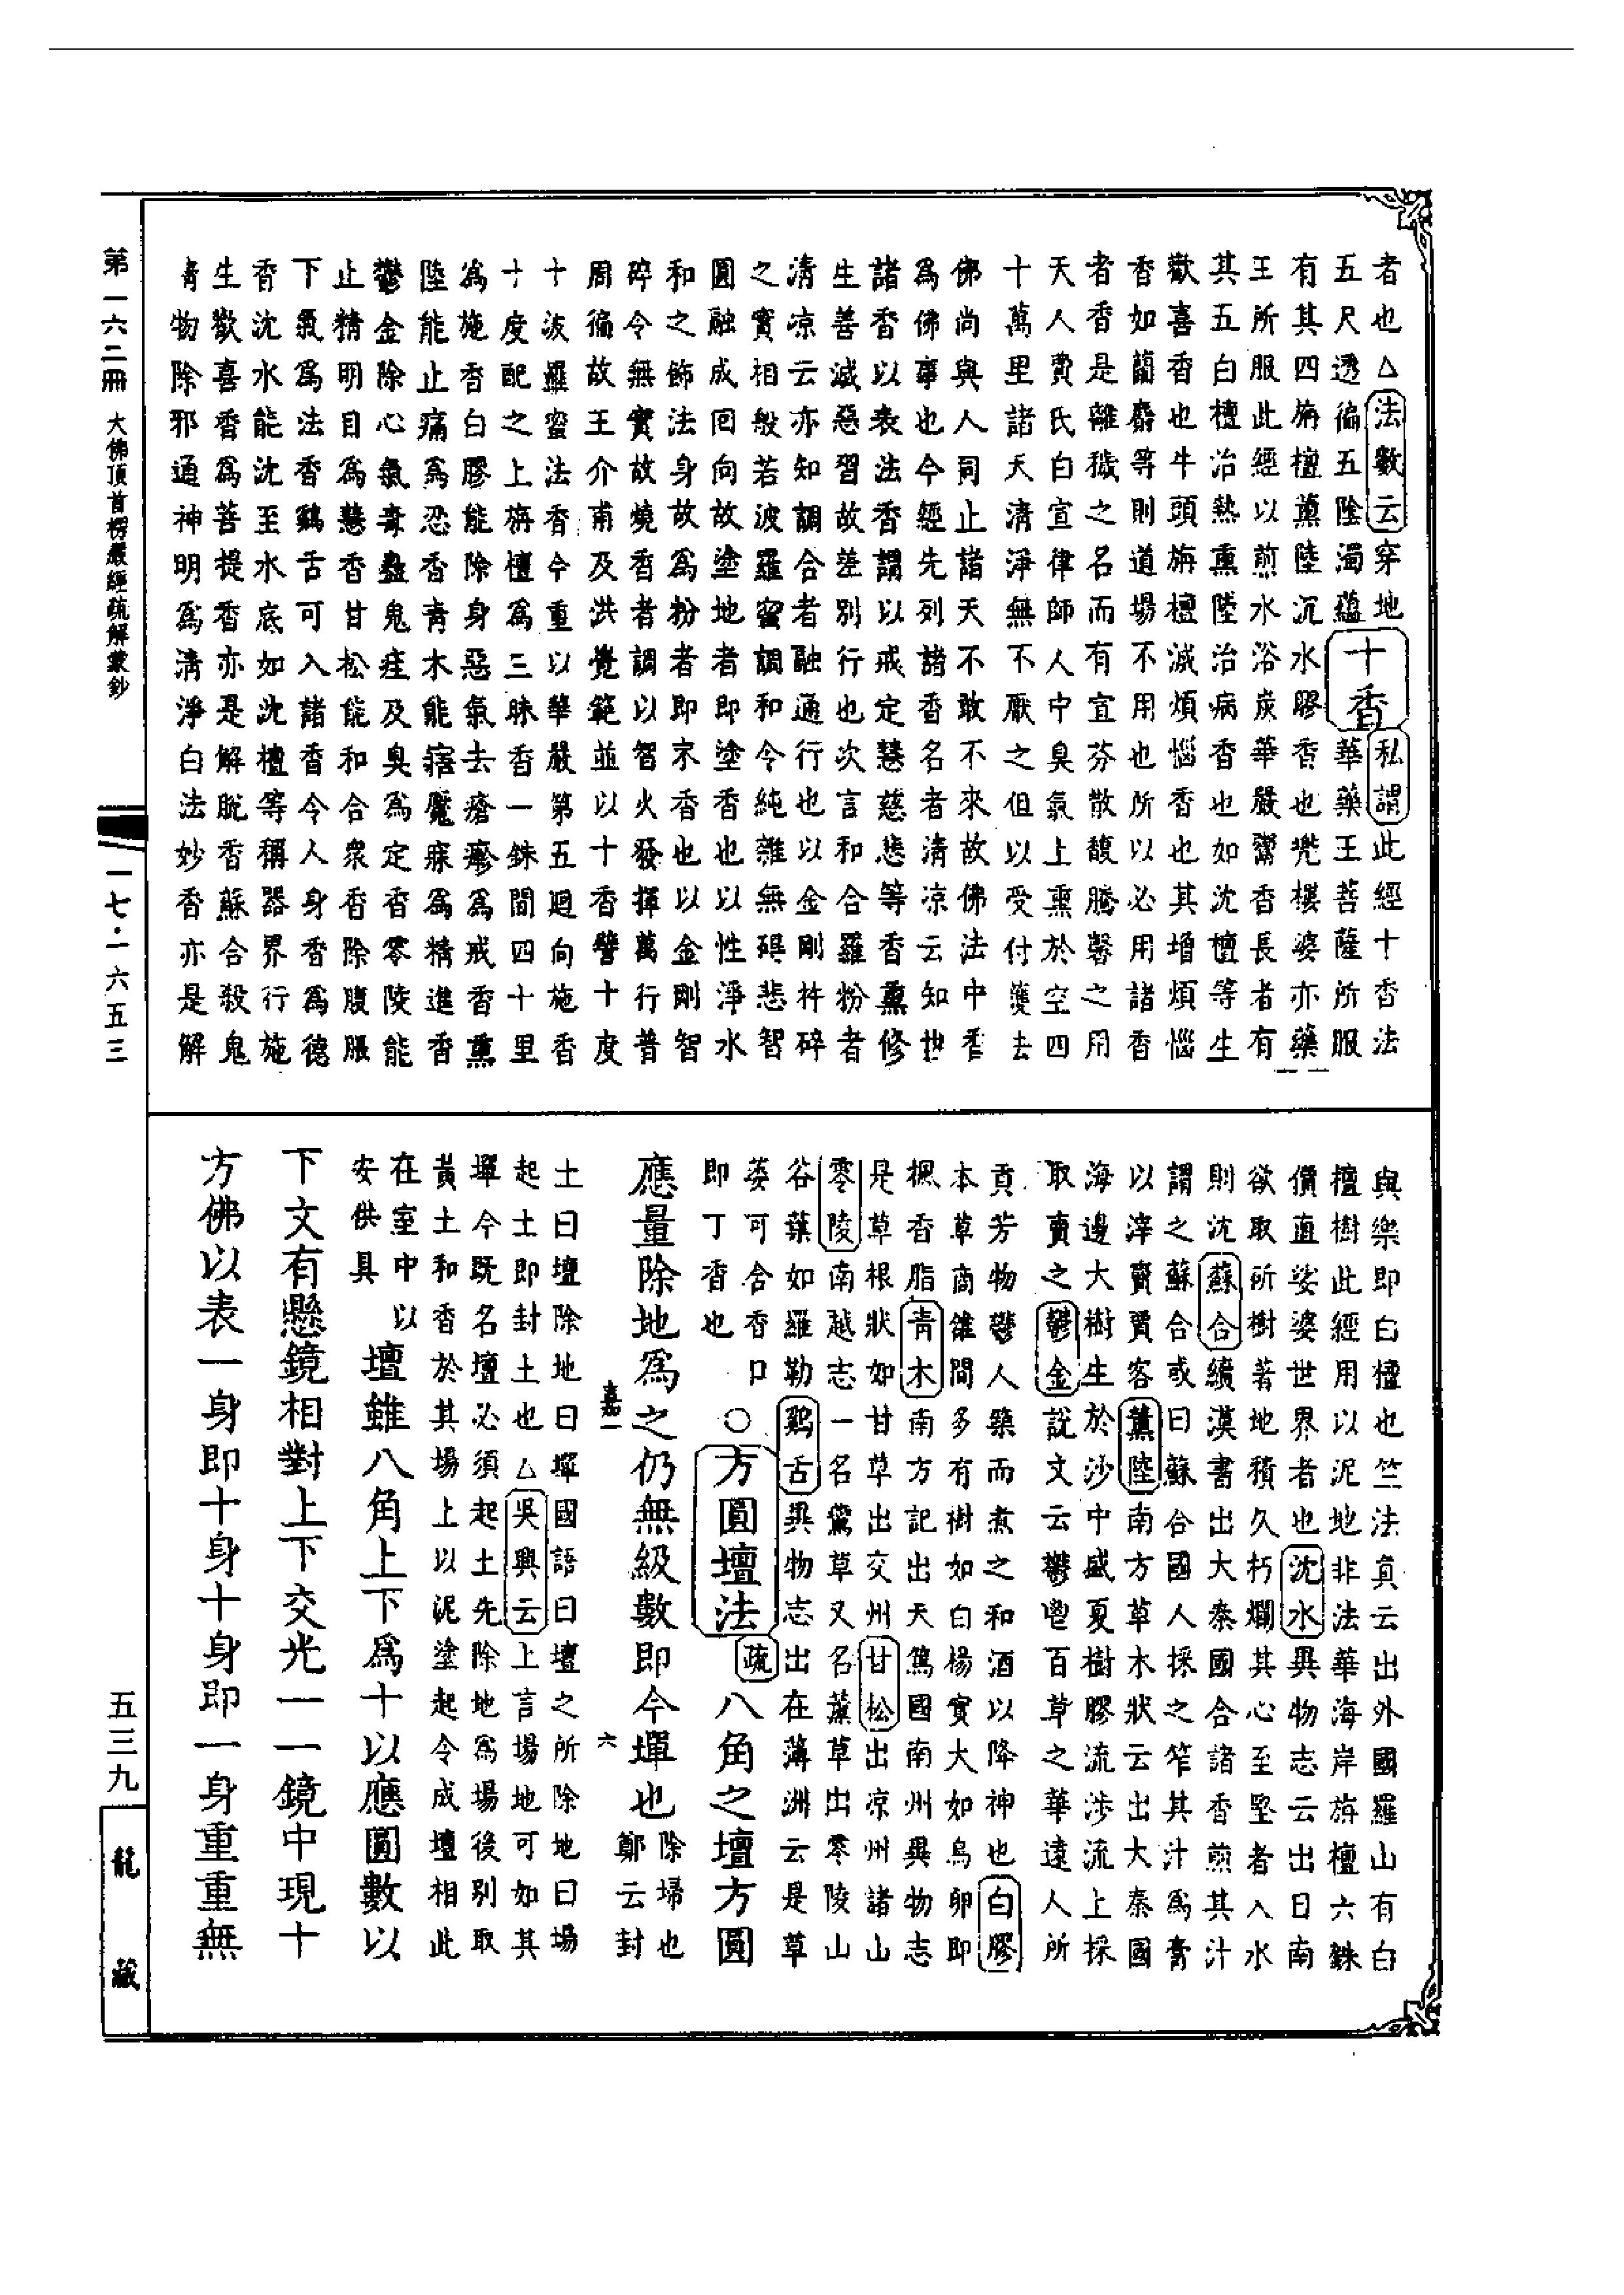 者也△法數云穿地
五尺透徧五陰濁蘊
十香
私謂此經十香法
華藥王菩薩所服
有其四旃檀薰陸沉水膠香也兜樓婆亦藥
王所服此經以煎水浴炭華嚴鬻香長者有
其五白檀治熱熏陸治病香也如沈檀等生
歡喜香也牛頭旃檀滅煩惱香也其增煩惱
香如蘭麝等則道場不用也所以必用諸香
者香是離穢之名而有宜芬散馥騰馨之用
天人費氏白宣律師人中臭氣上熏於空四
十萬里諸天清淨無不厭之但以受付護去
佛尚與人同止諸天不敢不來故佛法中香
為佛事也今經先列諸香名者清涼云知世
諸香以表法香謂以戒定慧慈悲等香薰修
生善滅惡習故差別行也次言和合羅粉者
清凉云亦知調合者融通行也以金剛杵碎
之實相般若波羅蜜調和令純雜無碍悲智
圓融成回向故塗地者即塗香也以性淨水
和之飾法身故為粉者即末香也以金剛智
碎令無實故燒香者調以智火發揮萬行普
周徧故王介甫及洪覺範並以十香譬十度
十波羅蜜法香今重以華嚴第五廻向施香
十度配之上旃檀為三昧香一銖間四十里
為施香白膠能除身惡氣去瘡瘮為戒香薰
陸能止痛為忍香青木能辟魔寐為精進香
鬱金除心氣毒蠱鬼疰及臭為定香零陵能
止精明目為慧香甘松能和合衆香除腹脹
下氣為法香鷄舌可入諸香令人身香為德
香沈水能沈至水底如沈檀等稱器界行施
生歡喜香為菩提香亦是解脫香蘇合殺鬼
精物除邪通神明為清淨白法妙香亦是解
與樂即白檀也竺法真云出外國羅山有白
檀樹此經用以泥地非法華海岸旃檀六銖
價直娑婆世界者也沈水異物志云出日南
欲取所樹著地積久朽爛其心至堅者入水
則沈蘇合續漢書出大秦國合諸香煎其汁
謂之蘇合或曰蘇合國人採之笮其汁為膏
以滓賣賈客薰陸南方草木狀云出大秦國
海邊大樹生於沙中盛夏樹膠流涉流上採
取賣之鬱金說文云鬱鬯百草之華遠人所
貢芳物鬱人築而煮之和酒以降神也白膠
本草商雒間多有樹如白楊實大如烏卵即
楓香脂青木南方記出天篤國南州異物志
是草根狀如甘草出交州甘松出凉州諸山
零陵南越志一名鷰草又名薰草出零陵山
谷葉如羅勒鷄舌異物志出在薄洲云是草
萎可含香口
即丁香也
○方圓壇法
疏八角之壇方圓
應量除地為之仍無級數即今墠也除埽也
鄭云封
嘉一
六
土曰壇除地曰墠國語曰壇之所除地曰場
起土即封土也△吳興云上言場地可如其
墠今既名壇必須起土先除地為場後別取
黃土和香於其場上以泥塗起令成壇相此
在室中以
安供具
壇雖八角上下為十以應圓數以
下文有懸鏡相對上下交光一一鏡中現十
方佛以表一身即十身十身即一身重重無
第一六二冊 大佛頂首楞嚴經疏解蒙鈔
一七·一六五三
五三九
龍藏